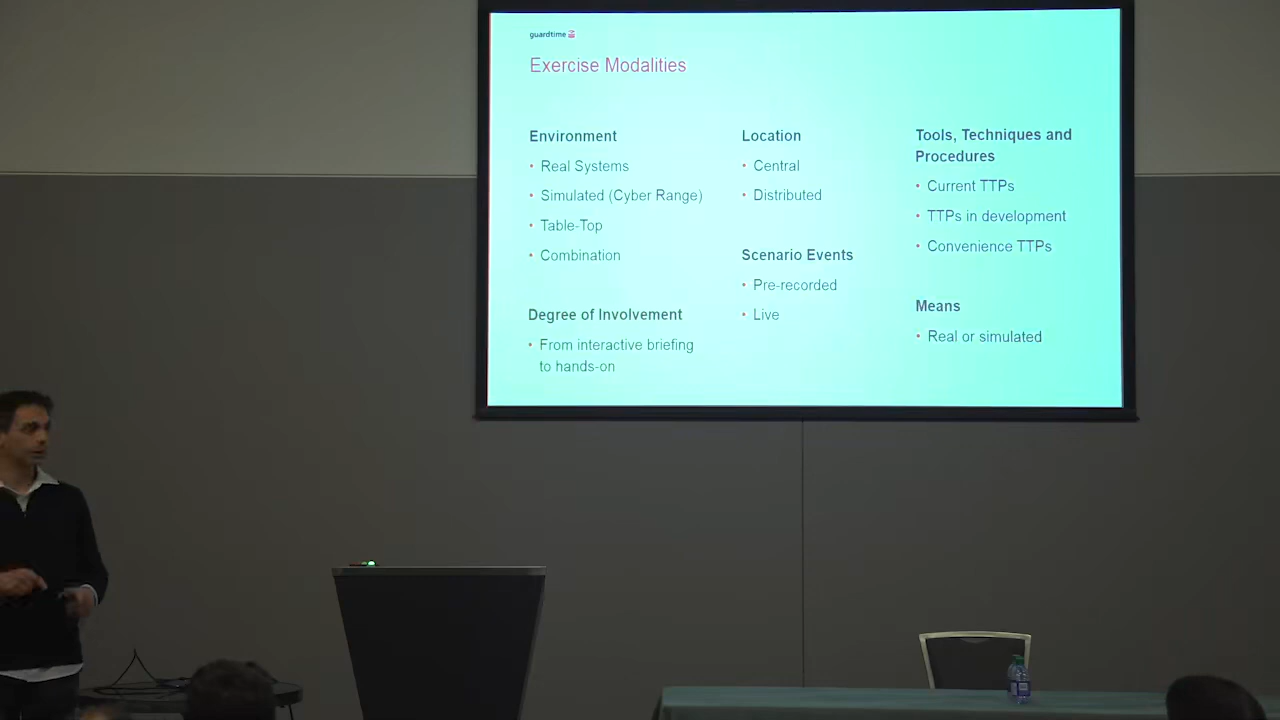 guardtime
Exercise Modalities
Environment
• Real Systems
• Simulated (Cyber Range)
• Table-Top
• Combination
Degree of Involvement
• From interactive briefing
to hands-on
Location
• Central
• Distributed
Scenario Events
• Pre-recorded
• Live
Tools, Techniques and
Procedures
• Current TTPs
• TTPs in development
• Convenience TTPs
Means
• Real or simulated